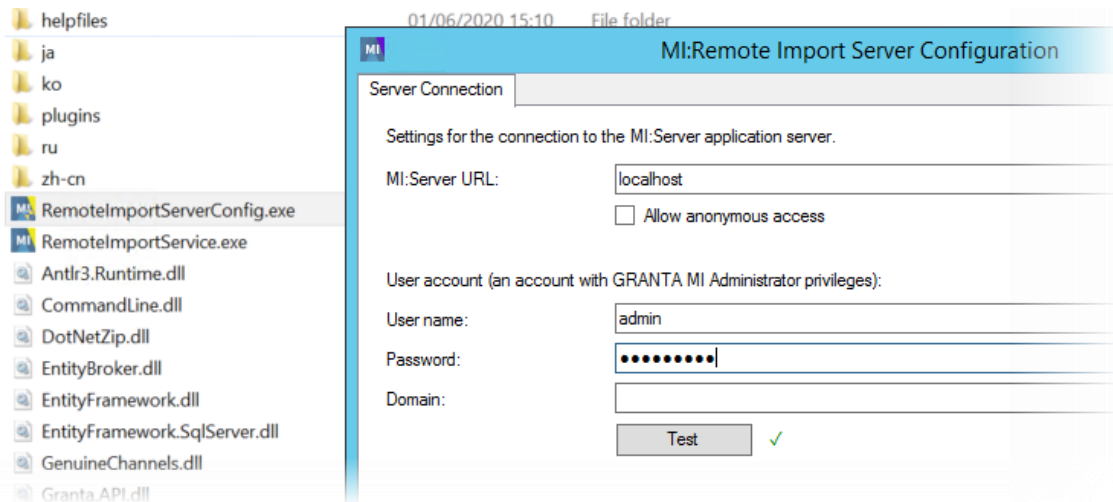 helpfiles 01/06/2020 15:10 File folder
ja
ko
plugins
ru
zh-cn
RemoteImportServerConfig.exe
RemoteImportService.exe
Antlr3.Runtime.dll
CommandLine.dll
DotNetZip.dll
EntityBroker.dll
EntityFramework.dll
EntityFramework.SqlServer.dll
GenuineChannels.dll
Granta.API.dll
MI MI:Remote Import Server Configuration
Server Connection
Settings for the connection to the MI:Server application server.
MI:Server URL: localhost
Allow anonymous access
User account (an account with GRANTA MI Administrator privileges):
User name: admin
Password: •••••••••
Domain:
Test ✓